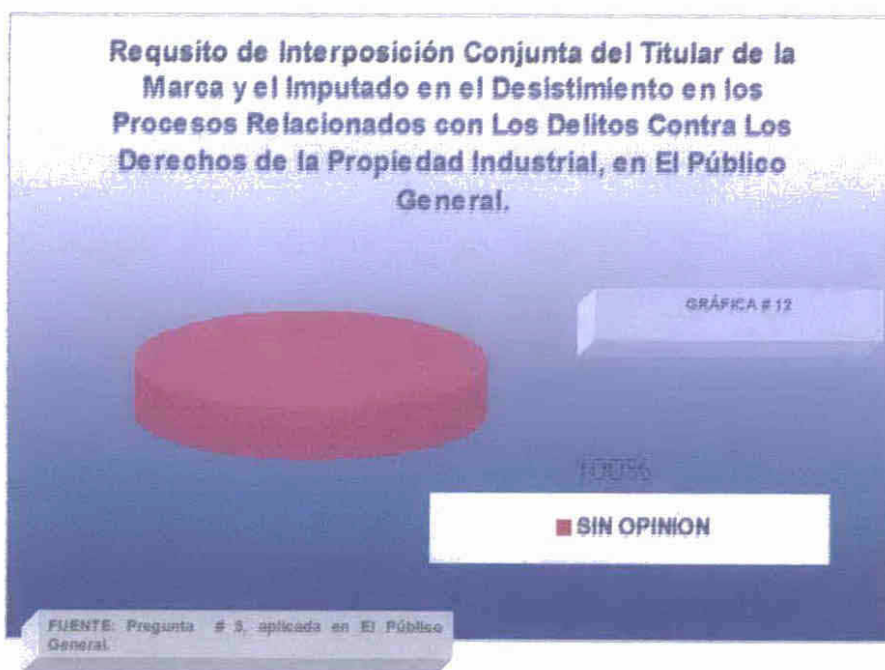 Requsito de Interposición Conjunta del Titular de la
Marca y el Imputado en el Desistimiento en los
Procesos Relacionados con Los Delitos Contra Los
Derechos de la Propiedad Industrial, en El Público
General.
GRÁFICA # 12
100%
SIN OPINION
FUENTE: Pregunta # 5, aplicada en El Público
General.